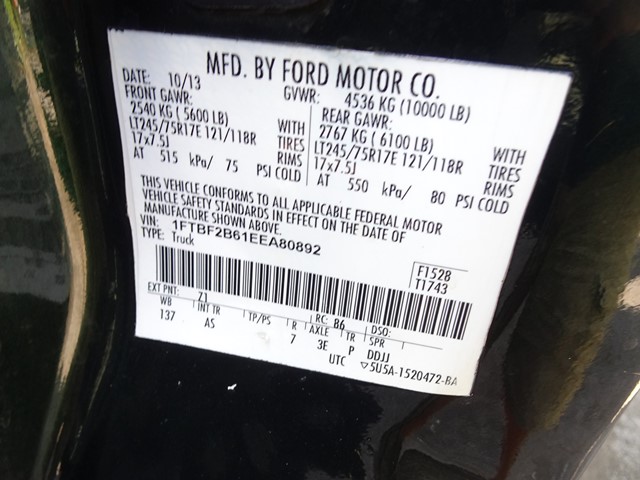 MFD. BY FORD MOTOR CO.
DATE: 10/13 GVWR: 4536 KG (10000 LB)
FRONT GAWR: REAR GAWR:
2540 KG (5600 LB) WITH 2767 KG (6100 LB) WITH
LT245/75R17E 121/118R TIRES LT245/75R17E 121/118R TIRES
17x7.5J RIMS 17x7.5J RIMS
AT 515 kPa/ 75 PSI COLD AT 550 kPa/ 80 PSI COLD
THIS VEHICLE CONFORMS TO ALL APPLICABLE FEDERAL MOTOR
VEHICLE SAFETY STANDARDS IN EFFECT ON THE DATE OF
MANUFACTURE SHOWN ABOVE.
VIN: 1FTBF2B61EEA80892
TYPE: Truck
F1528
T1743
EXT PNT: Z1 RC: B6 DSO:
WB INT TR TP/PS R AXLE TR SPR
137 AS 7 3E P DDJJ
UTC ▽5U5A-1520472-BA